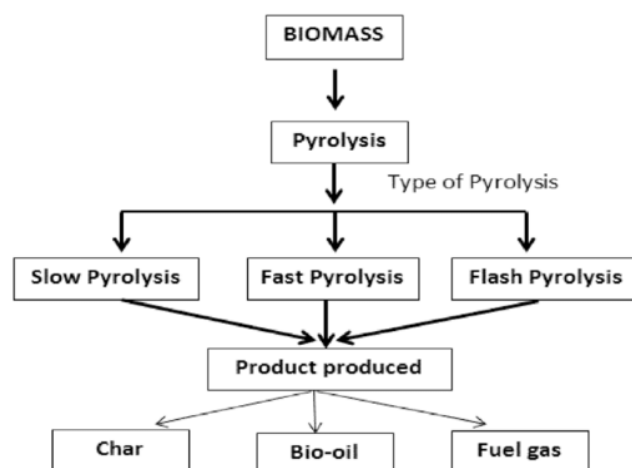 BIOMASS
Pyrolysis
Type of Pyrolysis
Slow Pyrolysis
Fast Pyrolysis
Flash Pyrolysis
Product produced
Char
Bio-oil
Fuel gas